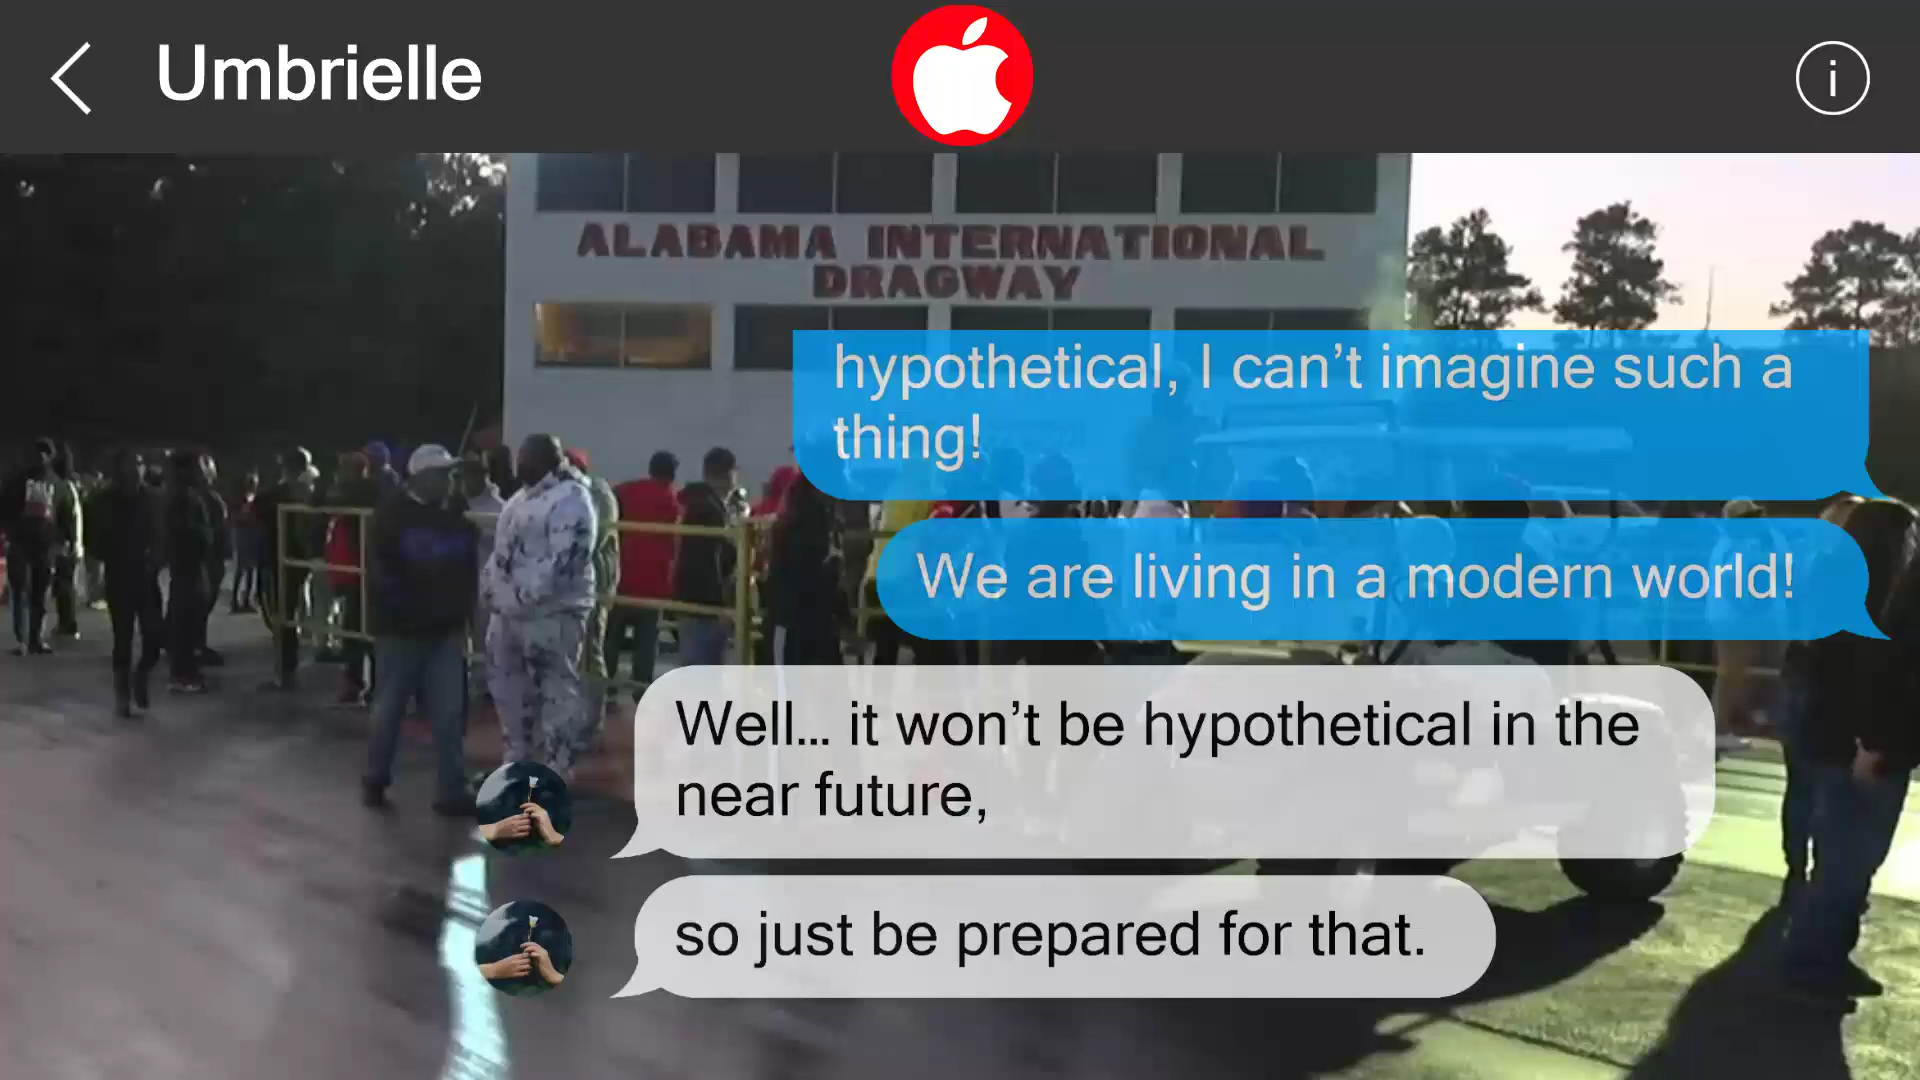 Umbrielle
i
ALABAMA INTERNATIONAL
DRAGWAY
hypothetical, I can't imagine such a
thing!
We are living in a modern world!
Well... it won't be hypothetical in the
near future,
so just be prepared for that.